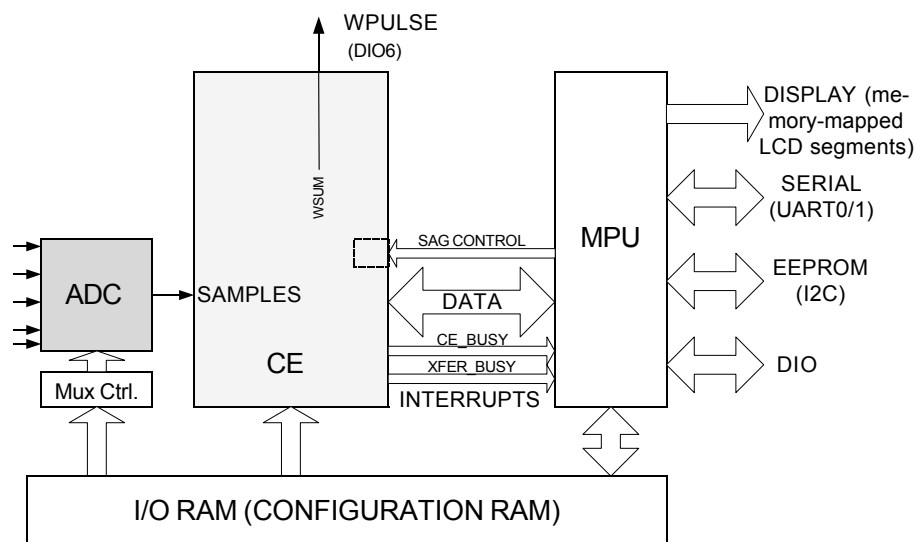 WPULSE
(DIO6)
DISPLAY (me-
mory-mapped
LCD segments)
WSUM
SERIAL
(UART0/1)
SAG CONTROL
MPU
ADC
SAMPLES
DATA
EEPROM
(I2C)
CE_BUSY
CE
XFER_BUSY
DIO
Mux Ctrl.
INTERRUPTS
I/O RAM (CONFIGURATION RAM)